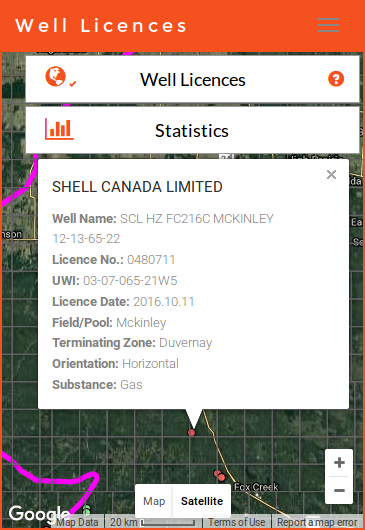 Well Licences
Well Licences
Statistics
SHELL CANADA LIMITED
Well Name: SCL HZ FC216C MCKINLEY
12-13-65-22
Licence No.: 0480711
UWI: 03-07-065-21W5
Licence Date: 2016.10.11
Field/Pool: Mckinley
Terminating Zone: Duvernay
Orientation: Horizontal
Substance: Gas
Fox Creek
Map Satellite
Google
Map Data 20 km Terms of Use Report a map error